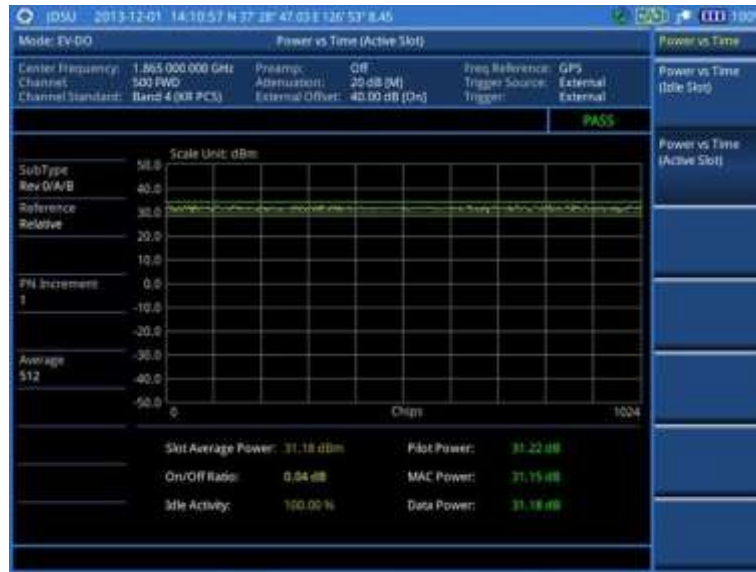 JDSU 2013-12-01 14:10:57 N 37° 28' 47.03 E 126° 53' 8.45 100
Mode: EV-DO Power vs Time (Active Slot) Power vs Time
Center Frequency: 1.865 000 000 GHz Preamp: Off Freq Reference: GPS
Channel: 500 FWD Attenuation: 20 dB [M] Trigger Source: External
Channel Standard: Band 4 (KR PCS) External Offset: 40.00 dB [On] Trigger: External
Power vs Time
(Idle Slot)
PASS
Power vs Time
(Active Slot)
Scale Unit: dBm
SubType
Rev 0/A/B
Reference
Relative
PN Increment
1
Average
512
50.0
40.0
30.0
20.0
10.0
0.0
-10.0
-20.0
-30.0
-40.0
-50.0
0 Chips 1024
Slot Average Power: 31.18 dBm Pilot Power: 31.22 dB
On/Off Ratio: 0.04 dB MAC Power: 31.15 dB
Idle Activity: 100.00 % Data Power: 31.18 dB